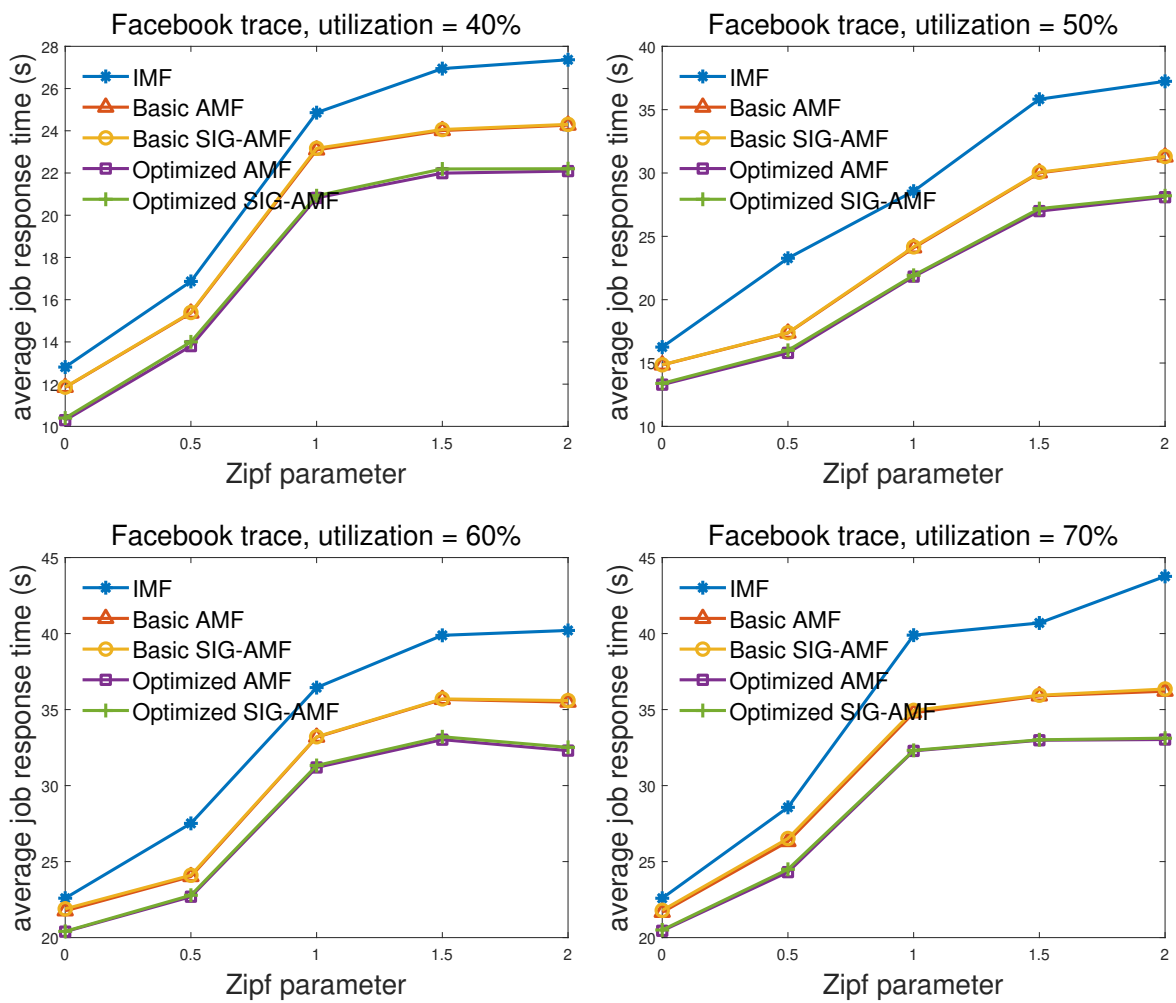 Facebook trace, utilization = 40%
average job response time (s)
28
26
24
22
20
18
16
14
12
10
IMF
Basic AMF
Basic SIG-AMF
Optimized AMF
Optimized SIG-AMF
0 0.5 1 1.5 2
Zipf parameter
Facebook trace, utilization = 50%
average job response time (s)
40
35
30
25
20
15
10
IMF
Basic AMF
Basic SIG-AMF
Optimized AMF
Optimized SIG-AMF
0 0.5 1 1.5 2
Zipf parameter
Facebook trace, utilization = 60%
average job response time (s)
45
40
35
30
25
20
IMF
Basic AMF
Basic SIG-AMF
Optimized AMF
Optimized SIG-AMF
0 0.5 1 1.5 2
Zipf parameter
Facebook trace, utilization = 70%
average job response time (s)
45
40
35
30
25
20
IMF
Basic AMF
Basic SIG-AMF
Optimized AMF
Optimized SIG-AMF
0 0.5 1 1.5 2
Zipf parameter